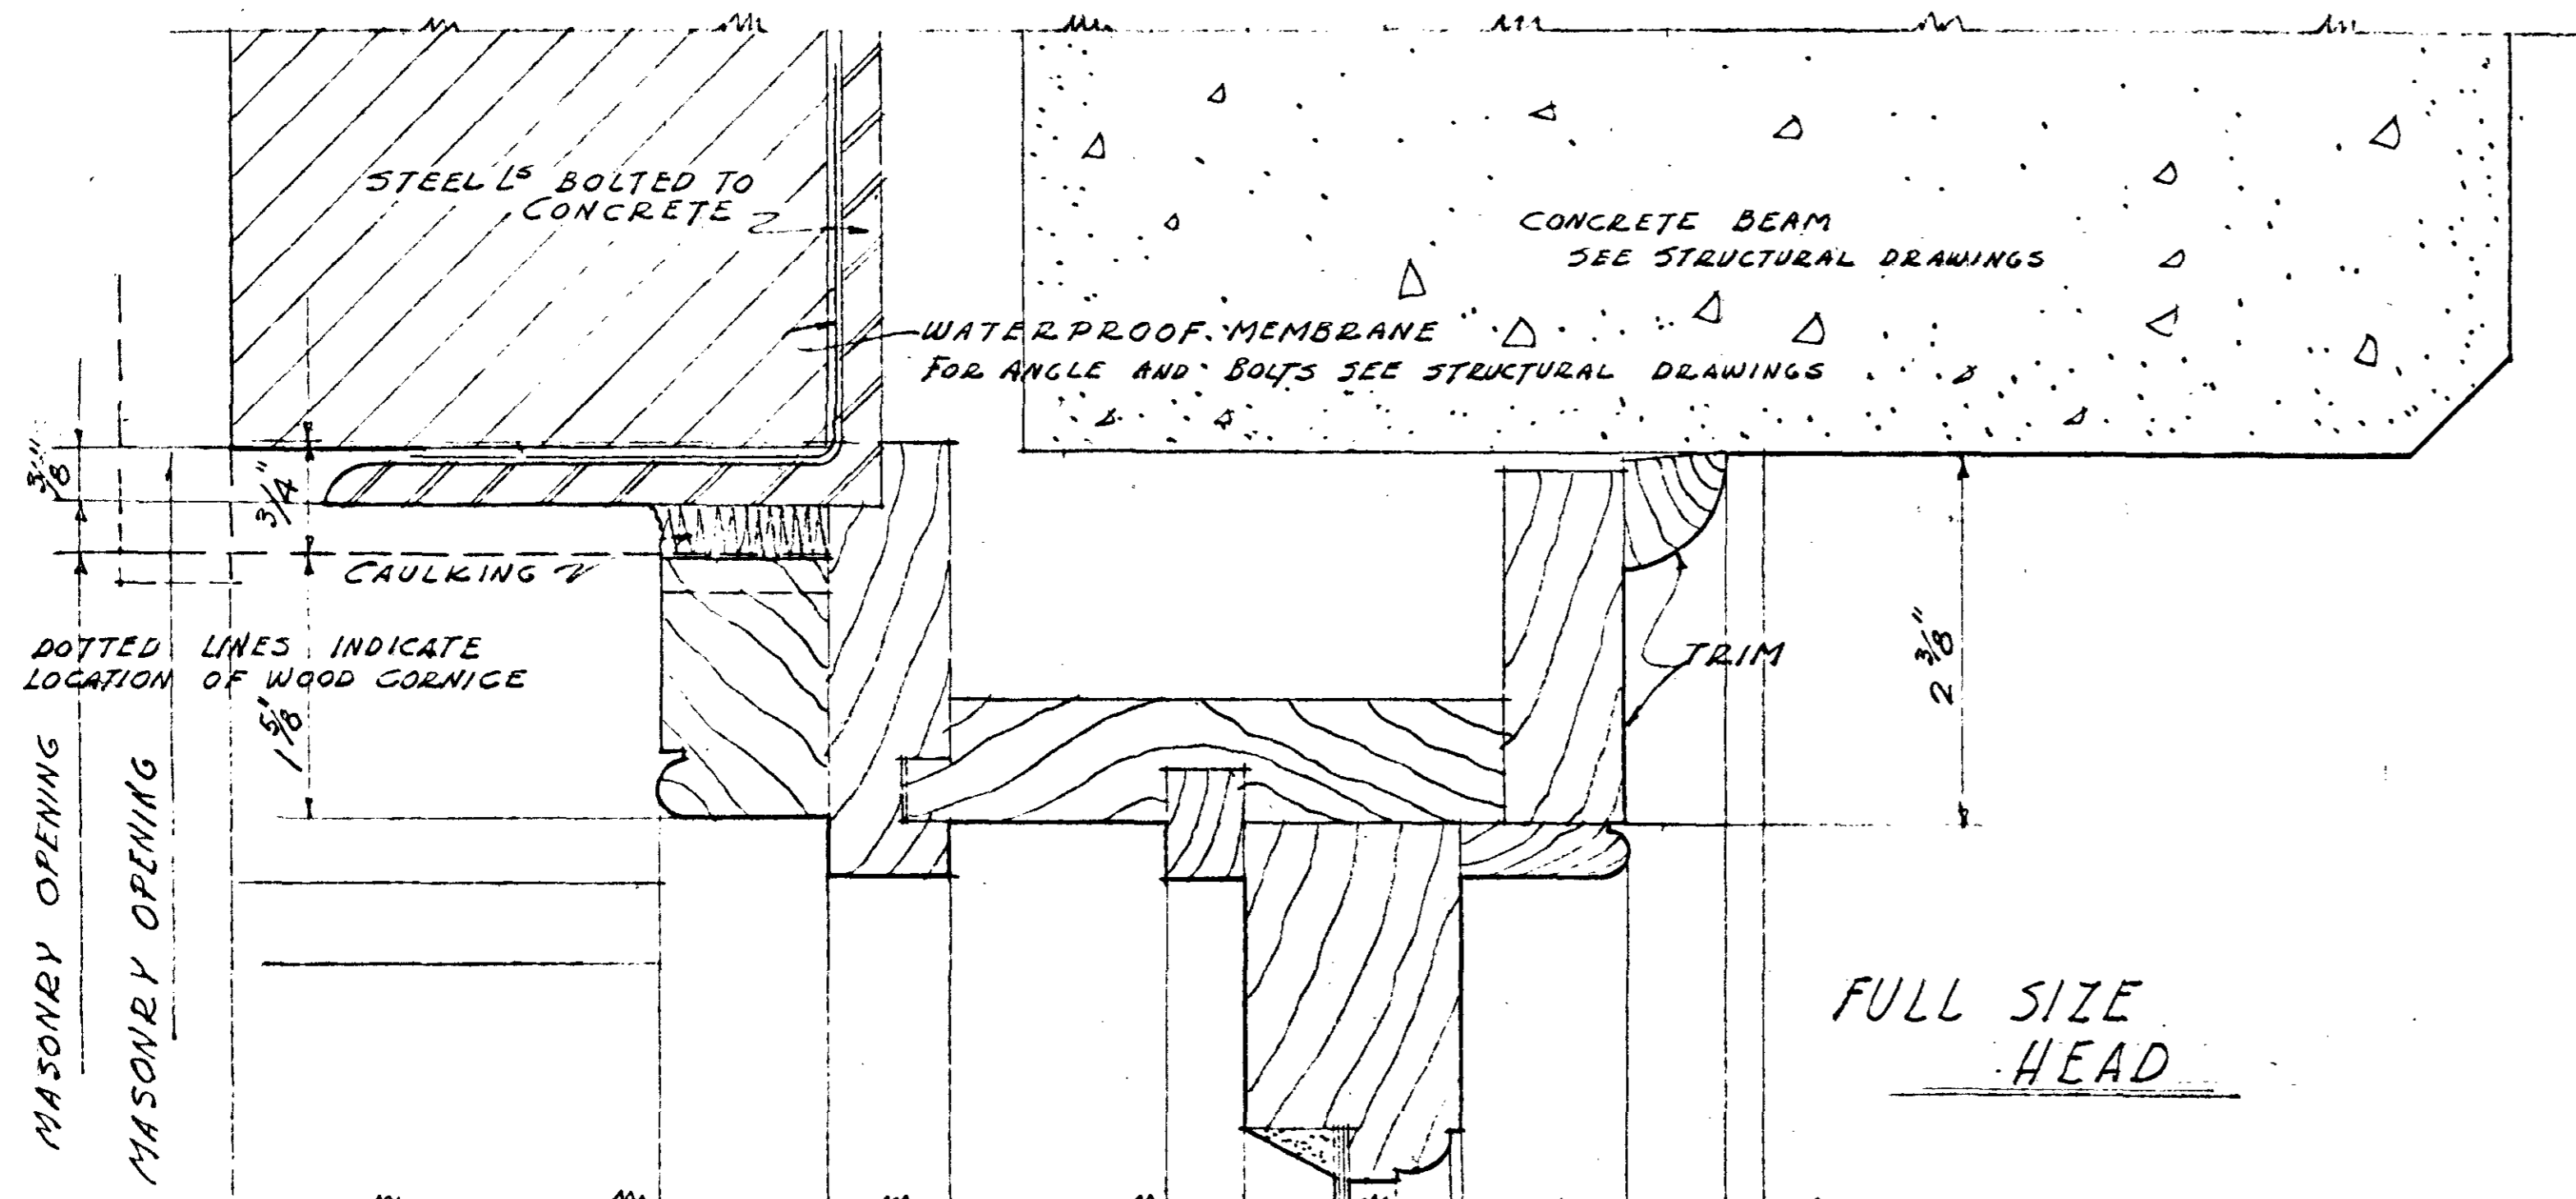 STEEL Lˢ BOLTED TO
CONCRETE
CONCRETE BEAM
SEE STRUCTURAL DRAWINGS
WATERPROOF MEMBRANE
FOR ANGLE AND BOLTS SEE STRUCTURAL DRAWINGS
3/8"
3/4"
CAULKING
DOTTED LINES INDICATE
LOCATION OF WOOD CORNICE
1 5/8"
TRIM
2 3/8"
MASONRY OPENING
MASONRY OPENING
FULL SIZE
HEAD